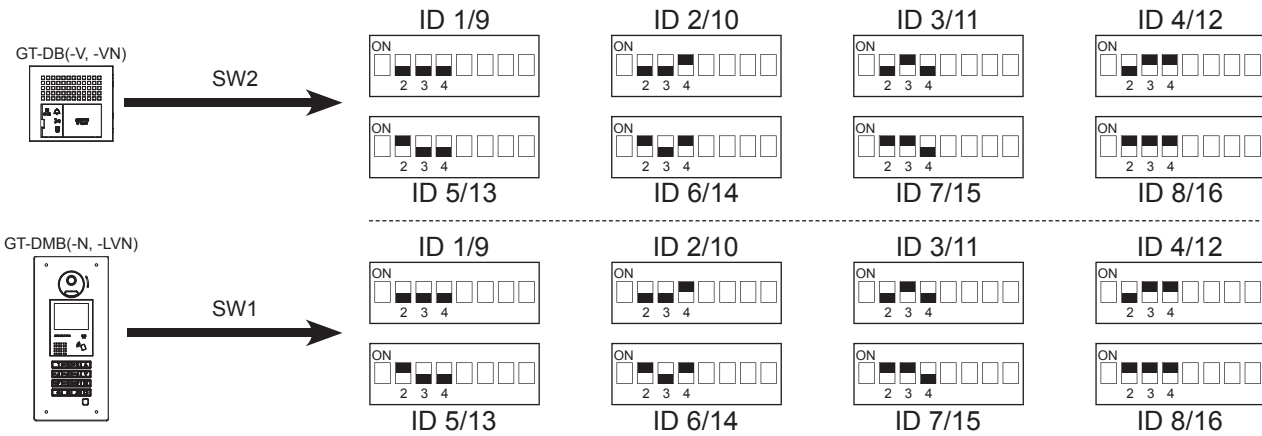 ID 1/9 ID 2/10 ID 3/11 ID 4/12
GT-DB(-V, -VN)
SW2
ON ON ON ON
2 3 4 2 3 4 2 3 4 2 3 4
ON ON ON ON
2 3 4 2 3 4 2 3 4 2 3 4
ID 5/13 ID 6/14 ID 7/15 ID 8/16
GT-DMB(-N, -LVN)
ID 1/9 ID 2/10 ID 3/11 ID 4/12
SW1
ON ON ON ON
2 3 4 2 3 4 2 3 4 2 3 4
ON ON ON ON
2 3 4 2 3 4 2 3 4 2 3 4
ID 5/13 ID 6/14 ID 7/15 ID 8/16